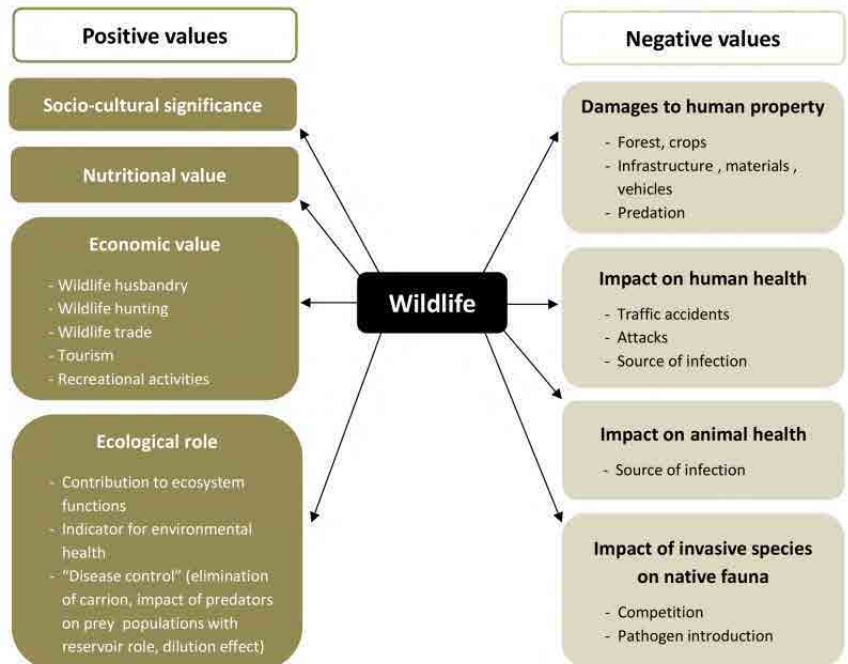 Positive values
Socio-cultural significance
Nutritional value
Economic value
- Wildlife husbandry
- Wildlife hunting
- Wildlife trade
- Tourism
- Recreational activities
Ecological role
- Contribution to ecosystem
functions
- Indicator for environmental
health
- “Disease control” (elimination
of carrion, impact of predators
on prey populations with
reservoir role, dilution effect)
Wildlife
Negative values
Damages to human property
- Forest, crops
- Infrastructure , materials ,
vehicles
- Predation
Impact on human health
- Traffic accidents
- Attacks
- Source of infection
Impact on animal health
- Source of infection
Impact of invasive species
on native fauna
- Competition
- Pathogen introduction